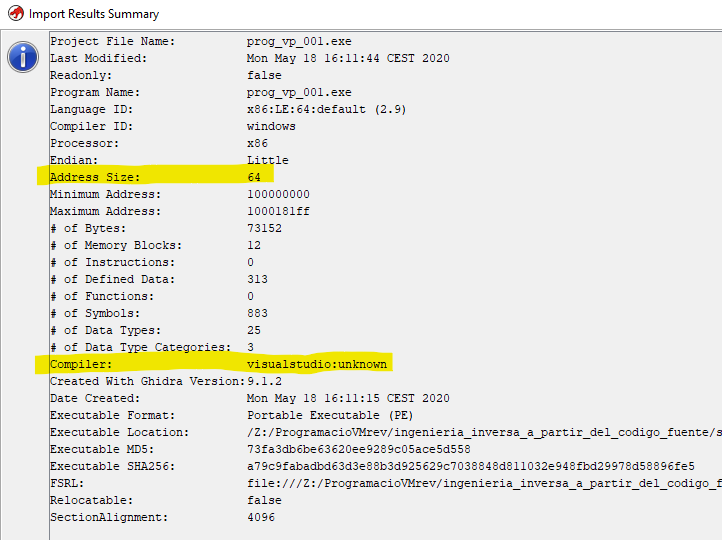 Import Results Summary
Project File Name: prog_vp_001.exe
Last Modified: Mon May 18 16:11:44 CEST 2020
Readonly: false
Program Name: prog_vp_001.exe
Language ID: x86:LE:64:default (2.9)
Compiler ID: windows
Processor: x86
Endian: Little
Address Size: 64
Minimum Address: 100000000
Maximum Address: 1000181ff
# of Bytes: 73152
# of Memory Blocks: 12
# of Instructions: 0
# of Defined Data: 313
# of Functions: 0
# of Symbols: 883
# of Data Types: 25
# of Data Type Categories: 3
Compiler: visualstudio:unknown
Created With Ghidra Version: 9.1.2
Date Created: Mon May 18 16:11:15 CEST 2020
Executable Format: Portable Executable (PE)
Executable Location: /Z:/ProgramacioVMrev/ingenieria_inversa_a_partir_del_codigo_fuente/s
Executable MD5: 73fa3db6be63620ee9289c05ace5d558
Executable SHA256: a79c9fabadbd63d3e88b3d925629c7038848d811032e948fbd29978d58896fe5
FSRL: file:///Z:/ProgramacioVMrev/ingenieria_inversa_a_partir_del_codigo_f
Relocatable: false
SectionAlignment: 4096